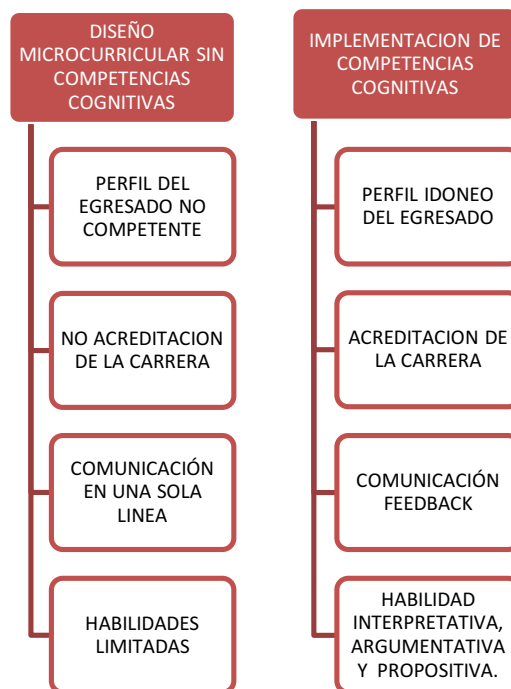 DISEÑO
MICROCURRICULAR SIN
COMPETENCIAS
COGNITIVAS
PERFIL DEL
EGRESADO NO
COMPETENTE
NO ACREDITACION
DE LA CARRERA
COMUNICACIÓN
EN UNA SOLA
LINEA
HABILIDADES
LIMITADAS
IMPLEMENTACION DE
COMPETENCIAS
COGNITIVAS
PERFIL IDONEO
DEL EGRESADO
ACREDITACION DE
LA CARRERA
COMUNICACIÓN
FEEDBACK
HABILIDAD
INTERPRETATIVA,
ARGUMENTATIVA
Y PROPOSITIVA.